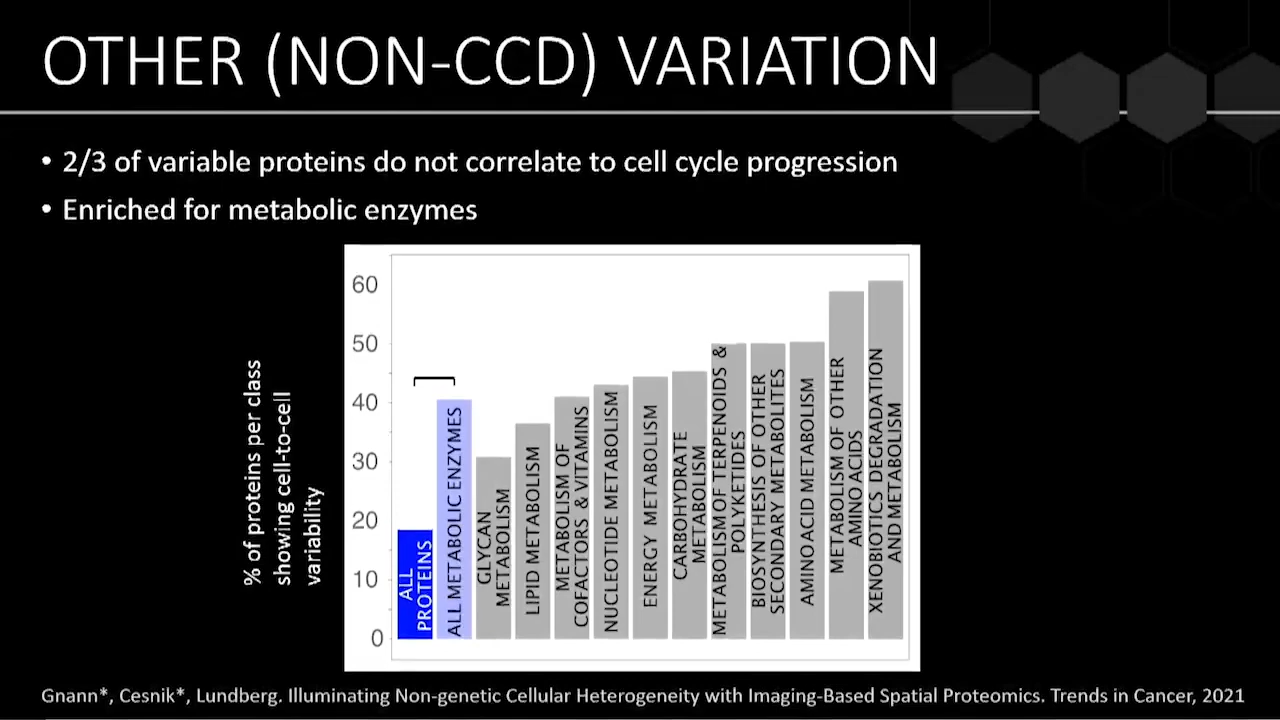 OTHER (NON-CCD) VARIATION
• 2/3 of variable proteins do not correlate to cell cycle progression
• Enriched for metabolic enzymes
% of proteins per class
showing cell-to-cell
variability
60
50
40
30
20
10
0
ALL
PROTEINS
ALL METABOLIC ENZYMES
GLYCAN
METABOLISM
LIPID METABOLISM
METABOLISM OF
COFACTORS & VITAMINS
NUCLEOTIDE METABOLISM
ENERGY METABOLISM
CARBOHYDRATE
METABOLISM
METABOLISM OF TERPENOIDS &
POLYKETIDES
BIOSYNTHESIS OF OTHER
SECONDARY METABOLITES
AMINO ACID METABOLISM
METABOLISM OF OTHER
AMINO ACIDS
XENOBIOTICS DEGRADATION
AND METABOLISM
Gnann*, Cesnik*, Lundberg. Illuminating Non-genetic Cellular Heterogeneity with Imaging-Based Spatial Proteomics. Trends in Cancer, 2021